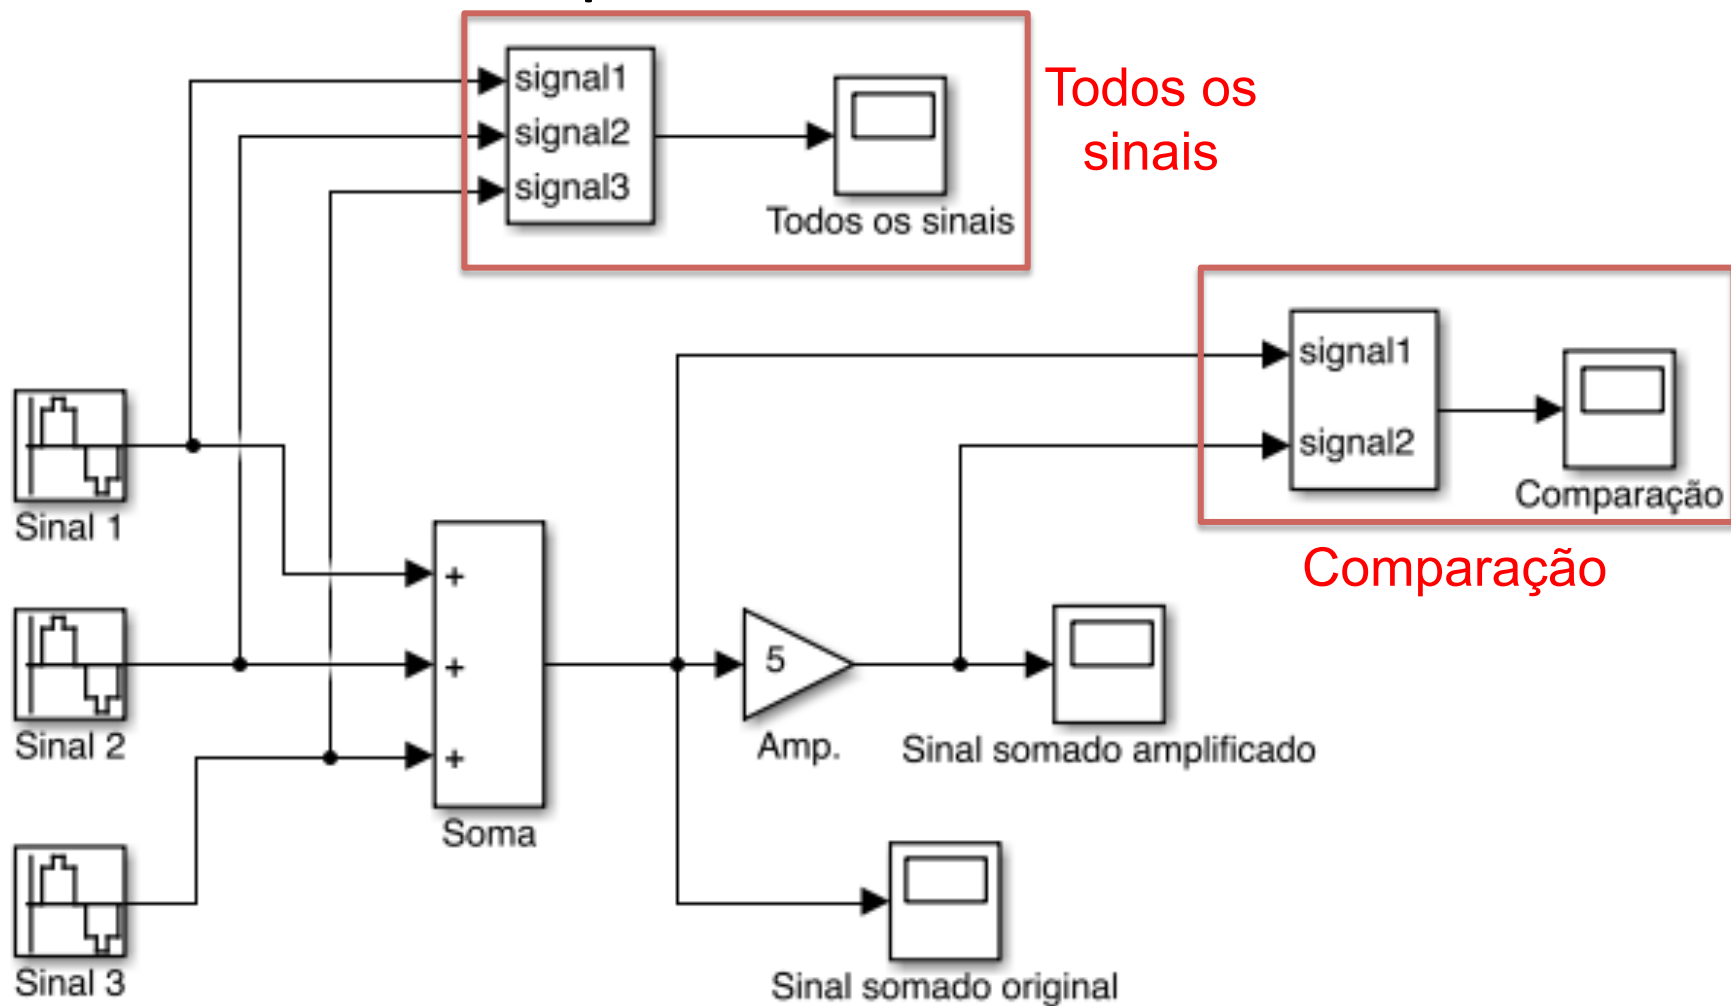 signal1
signal2
signal3
Todos os sinais
Todos os
sinais
signal1
signal2
Comparação
Comparação
Sinal 1
Sinal 2
Sinal 3
+
+
+
Soma
5
Amp.
Sinal somado amplificado
Sinal somado original